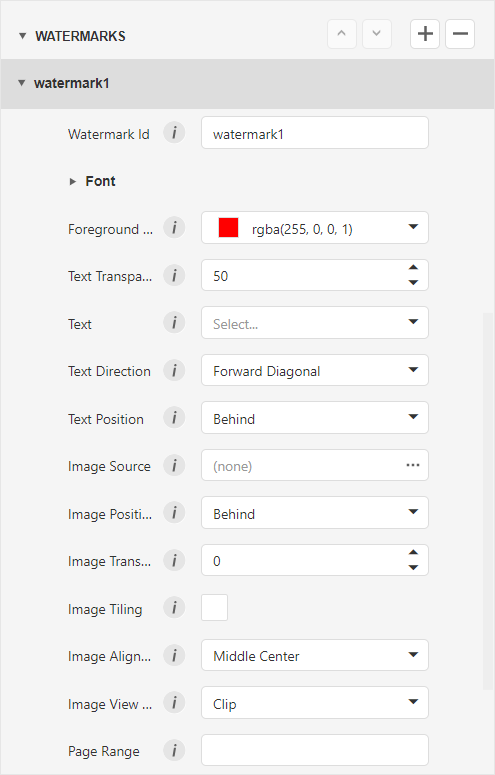 WATERMARKS
watermark1
Watermark Id i watermark1
Font
Foreground ... i rgba(255, 0, 0, 1)
Text Transpa... i 50
Text i Select...
Text Direction i Forward Diagonal
Text Position i Behind
Image Source i (none) ...
Image Positi... i Behind
Image Trans... i 0
Image Tiling i
Image Align... i Middle Center
Image View ... i Clip
Page Range i